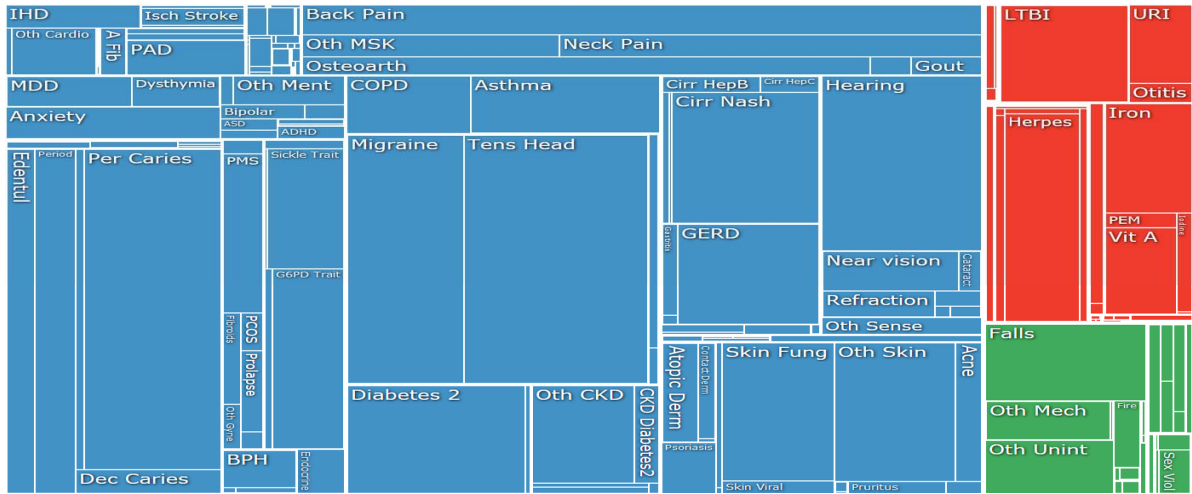 IHD
Isch Stroke
Oth Cardio
A Fib
PAD
Back Pain
Oth MSK
Neck Pain
Osteoarth
Gout
LTBI
URI
Otitis
MDD
Dysthymia
Oth Ment
Anxiety
Bipolar
ASD
ADHD
COPD
Asthma
Cirr HepB
Cirr HepC
Cirr Nash
Hearing
Herpes
Iron
PEM
Iodine
Vit A
Edentul
Period
Per Caries
Dec Caries
PMS
Sickle Trait
G6PD Trait
Fibroids
PCOS
Prolapse
Oth Gyne
BPH
Endocrine
Migraine
Tens Head
Gastritis
GERD
Near vision
Cataract
Refraction
Oth Sense
Diabetes 2
Oth CKD
CKD Diabetes2
Atopic Derm
Contact Derm
Psoriasis
Skin Fung
Oth Skin
Acne
Skin Viral
Pruritus
Falls
Oth Mech
Fire
Oth Unint
Sex Viol